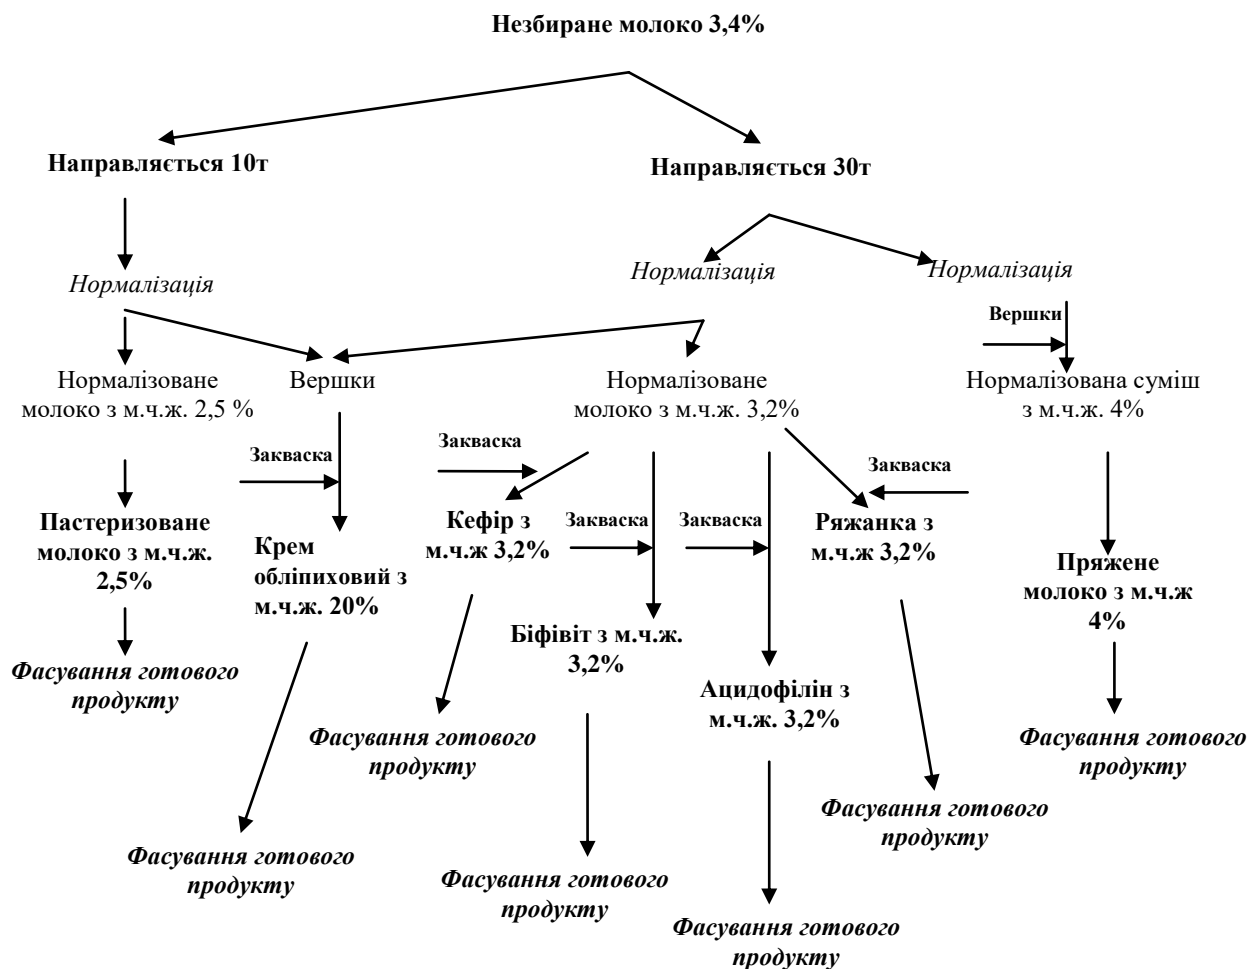 Незбиране молоко 3,4%
Направляється 10т
Направляється 30т
Нормалізація
Нормалізація
Нормалізація
Вершки
Нормалізоване
молоко з м.ч.ж. 2,5 %
Вершки
Нормалізоване
молоко з м.ч.ж. 3,2%
Нормалізована суміш
з м.ч.ж. 4%
Закваска
Закваска
Закваска
Закваска
Закваска
Пастеризоване
молоко з м.ч.ж.
2,5%
Крем
обліпиховий з
м.ч.ж. 20%
Кефір з
м.ч.ж 3,2%
Ряжанка з
м.ч.ж 3,2%
Пряжене
молоко з м.ч.ж
4%
Біфівіт з м.ч.ж.
3,2%
Ацидофілін з
м.ч.ж. 3,2%
Фасування готового
продукту
Фасування готового
продукту
Фасування готового
продукту
Фасування готового
продукту
Фасування готового
продукту
Фасування готового
продукту
Фасування готового
продукту